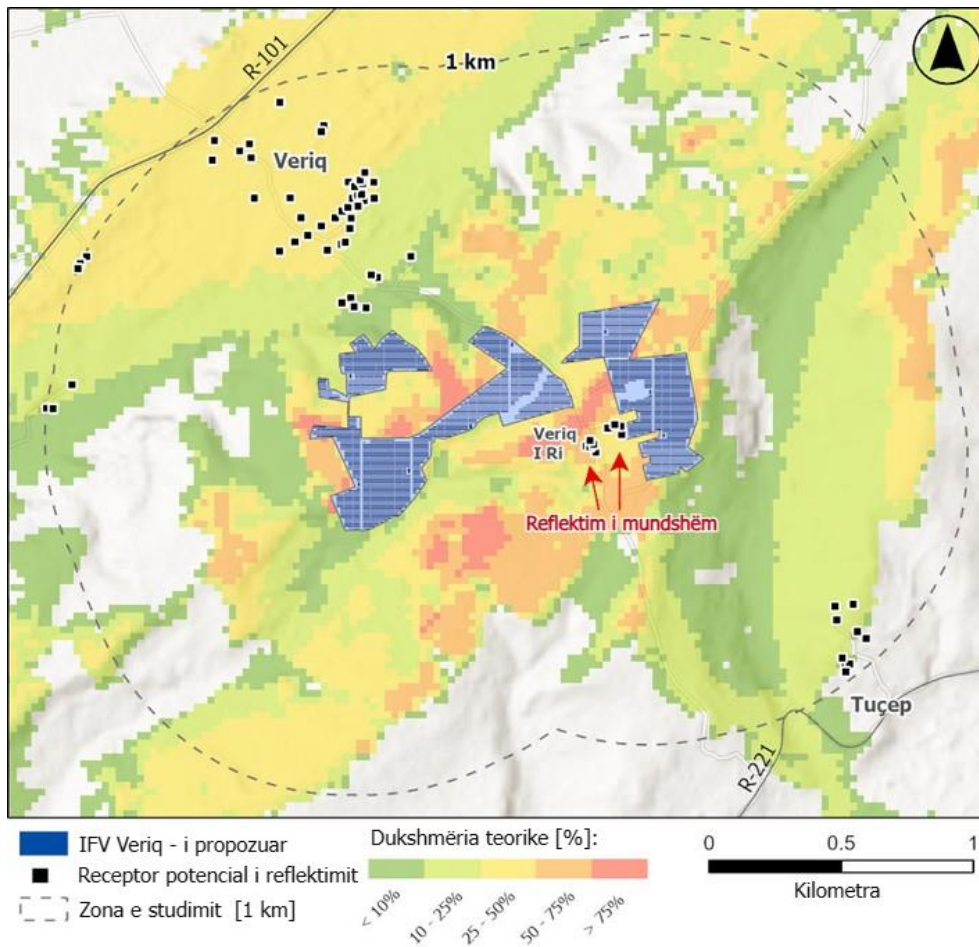 R-101
1 km
Veriq
Veriq
I Ri
Reflektim i mundshëm
Tuçep
R-221
IFV Veriq - i propozuar
Receptor potencial i reflektimit
Zona e studimit [1 km]
Dukshmëria teorike [%]:
< 10%
10 - 25%
25 - 50%
50 - 75%
> 75%
0 0.5 1
Kilometra